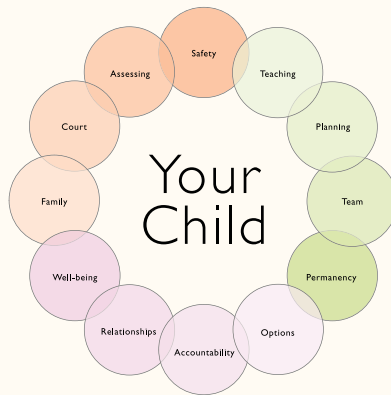 Safety
Assessing
Teaching
Court
Planning
Your
Child
Family
Team
Well-being
Permanency
Relationships
Options
Accountability